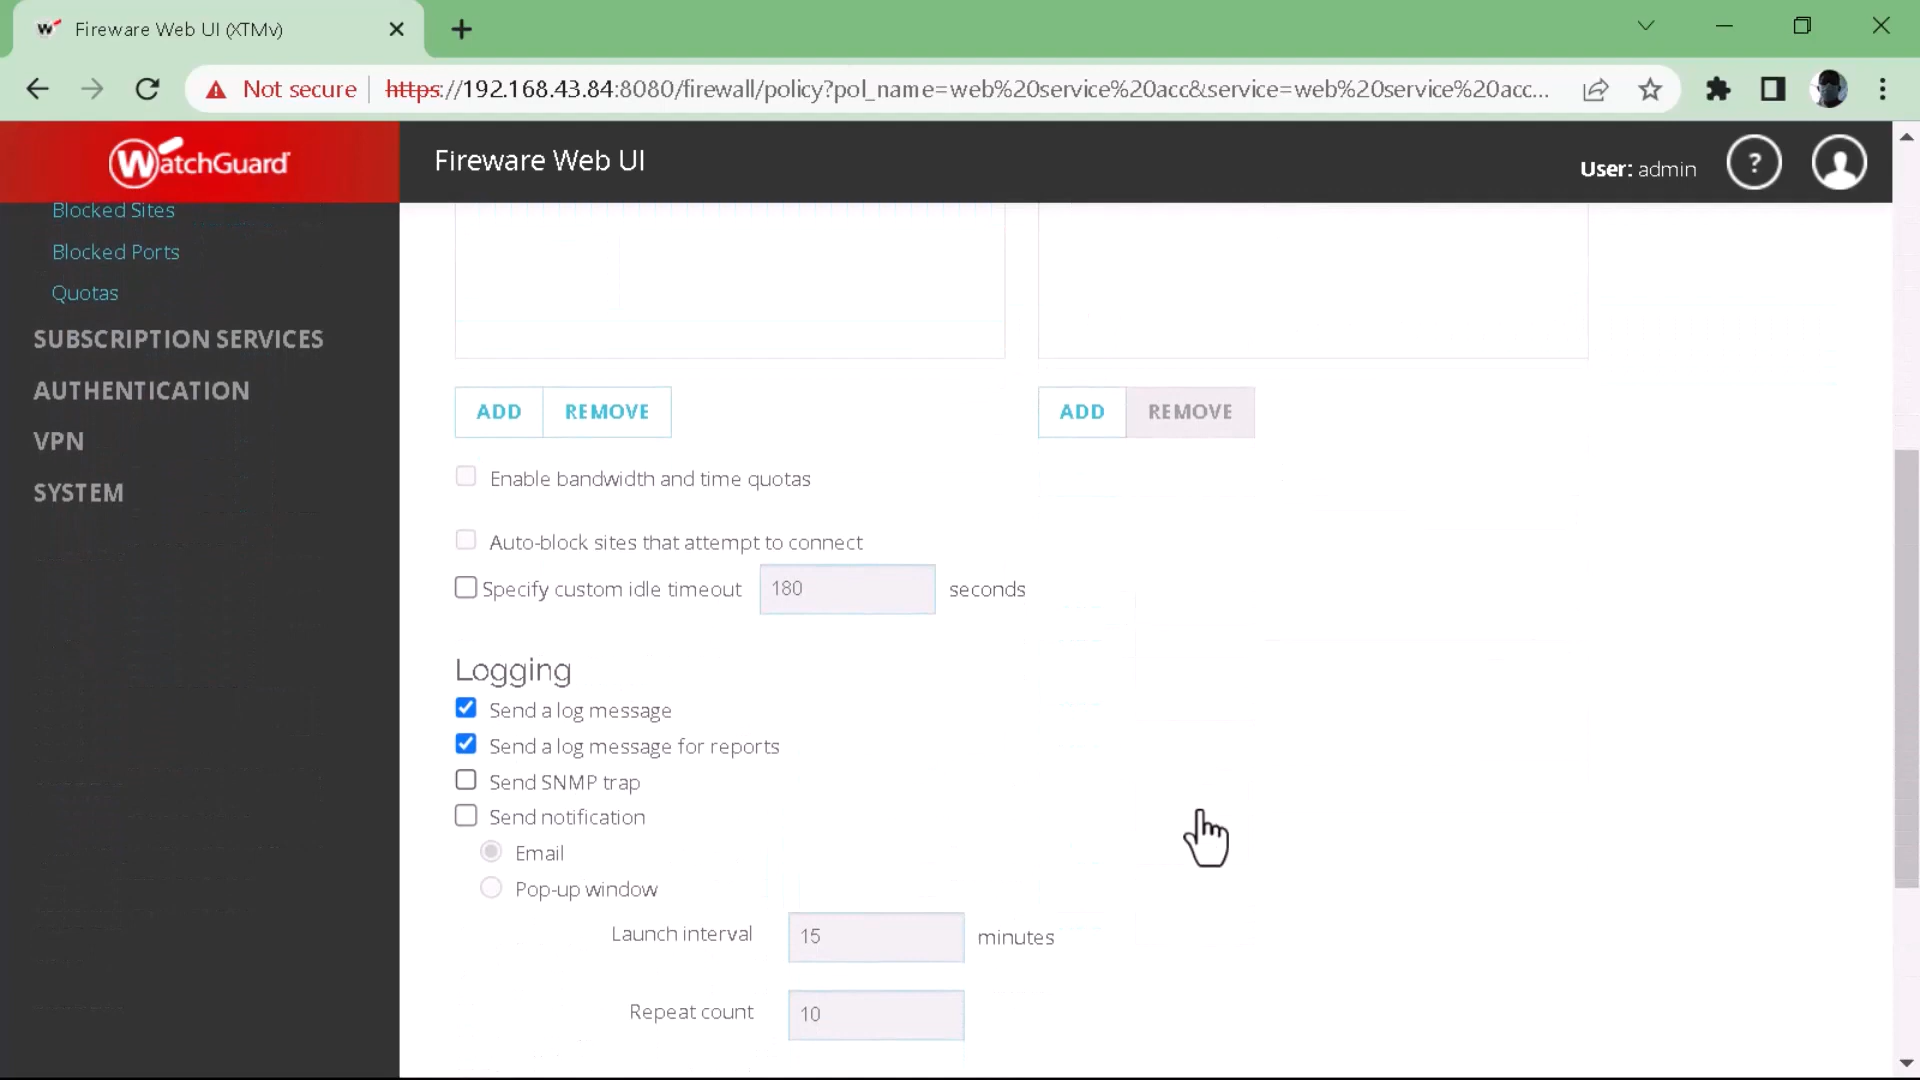 Fireware Web UI (XTMv)
Not secure
https://192.168.43.84:8080/firewall/policy?pol_name=web%20service%20acc&service=web%20service%20acc...
WatchGuard
Fireware Web UI
User: admin
?
Blocked Sites
Blocked Ports
Quotas
SUBSCRIPTION SERVICES
AUTHENTICATION
VPN
SYSTEM
ADD REMOVE
ADD REMOVE
Enable bandwidth and time quotas
Auto-block sites that attempt to connect
Specify custom idle timeout 180 seconds
Logging
Send a log message
Send a log message for reports
Send SNMP trap
Send notification
Email
Pop-up window
Launch interval 15 minutes
Repeat count 10